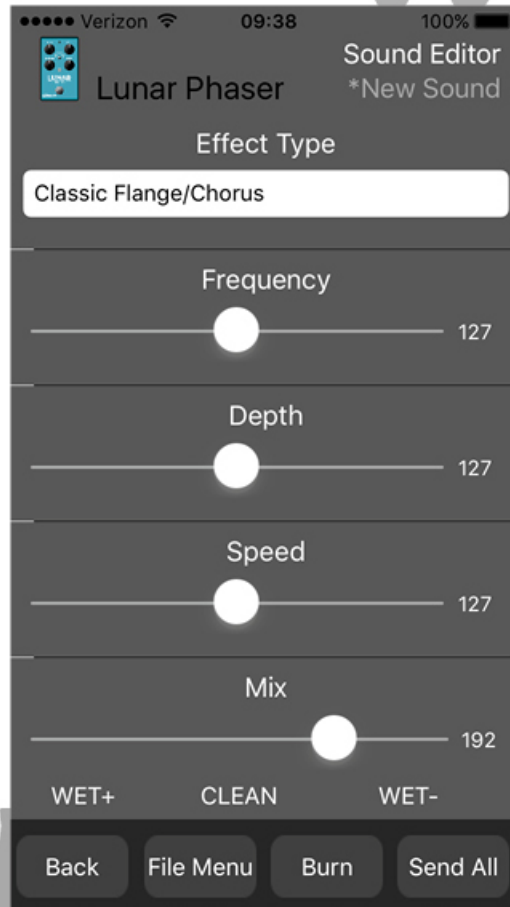 Verizon 09:38 100%
Sound Editor
Lunar Phaser *New Sound
Effect Type
Classic Flange/Chorus
Frequency
127
Depth
127
Speed
127
Mix
192
WET+ CLEAN WET-
Back File Menu Burn Send All